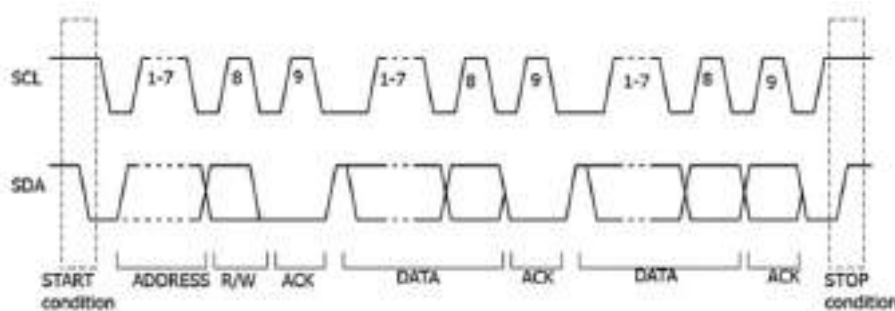 SCL 1-7 8 9 1-7 8 9 1-7 8 9
SDA
START ADDRESS R/W ACK DATA ACK DATA ACK STOP
condition condition